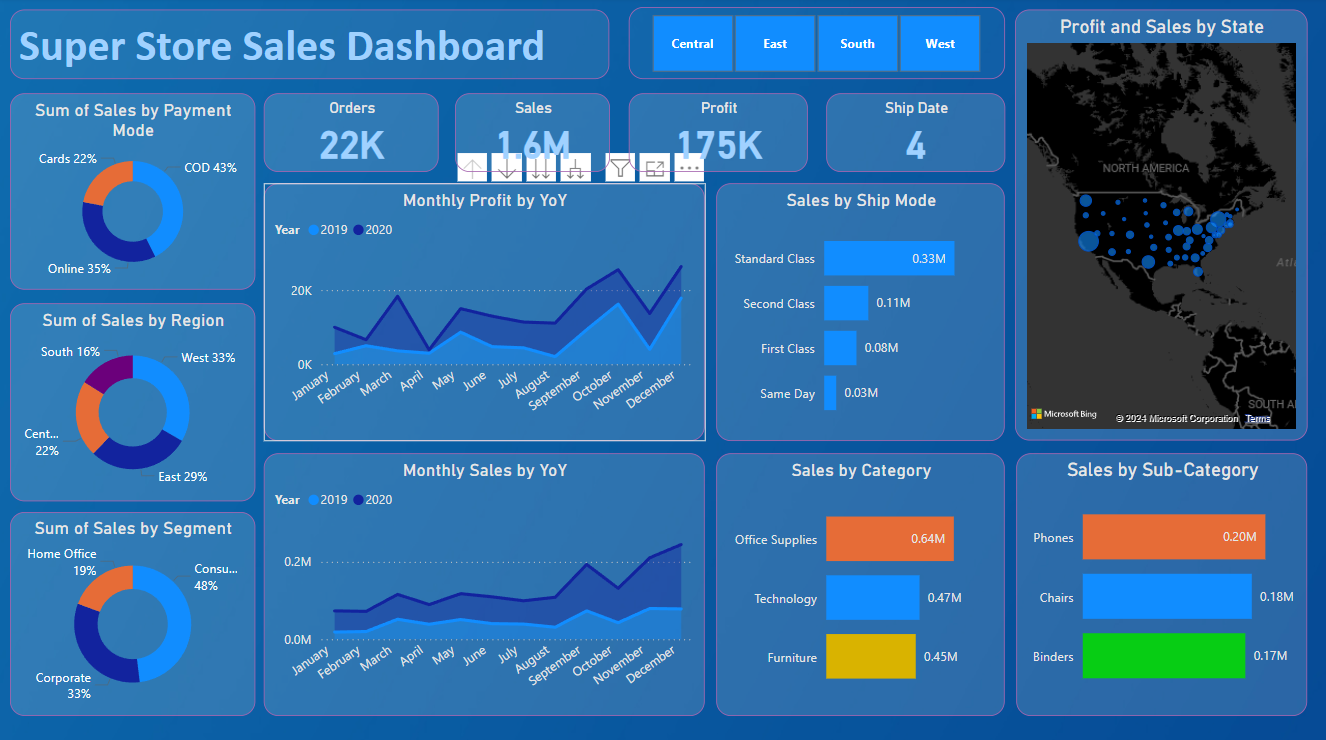 Super Store Sales Dashboard
Central
East
South
West
Profit and Sales by State
Sum of Sales by Payment
Mode
Cards 22%
COD 43%
Online 35%
Orders
22K
Sales
1.6M
Profit
175K
Ship Date
4
NORTH AMERICA
Atl
SOUTH A
Microsoft Bing
© 2024 Microsoft Corporation
Terms
Monthly Profit by YoY
Year 2019 2020
20K
0K
January
February
March
April
May
June
July
August
September
October
November
December
Sales by Ship Mode
Standard Class 0.33M
Second Class 0.11M
First Class 0.08M
Same Day 0.03M
Sum of Sales by Region
South 16%
West 33%
Cent...
22%
East 29%
Sum of Sales by Segment
Home Office
19%
Consu...
48%
Corporate
33%
Monthly Sales by YoY
Year 2019 2020
0.2M
0.0M
January
February
March
April
May
June
July
August
September
October
November
December
Sales by Category
Office Supplies 0.64M
Technology 0.47M
Furniture 0.45M
Sales by Sub-Category
Phones 0.20M
Chairs 0.18M
Binders 0.17M